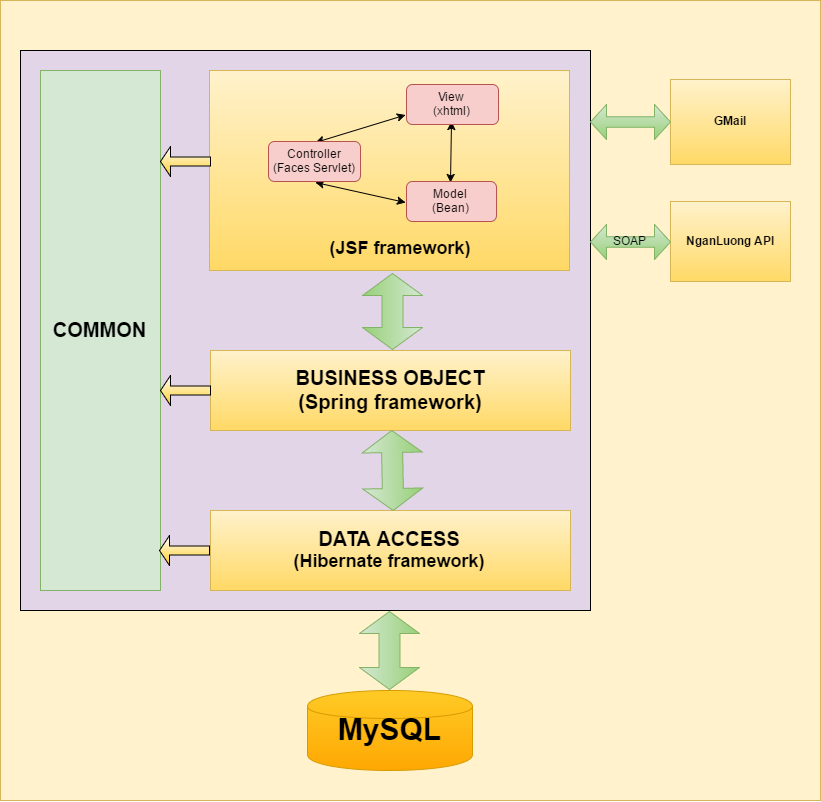 View
(xhtml)
Controller
(Faces Servlet)
Model
(Bean)
(JSF framework)
GMail
SOAP
NganLuong API
COMMON
BUSINESS OBJECT
(Spring framework)
DATA ACCESS
(Hibernate framework)
MySQL